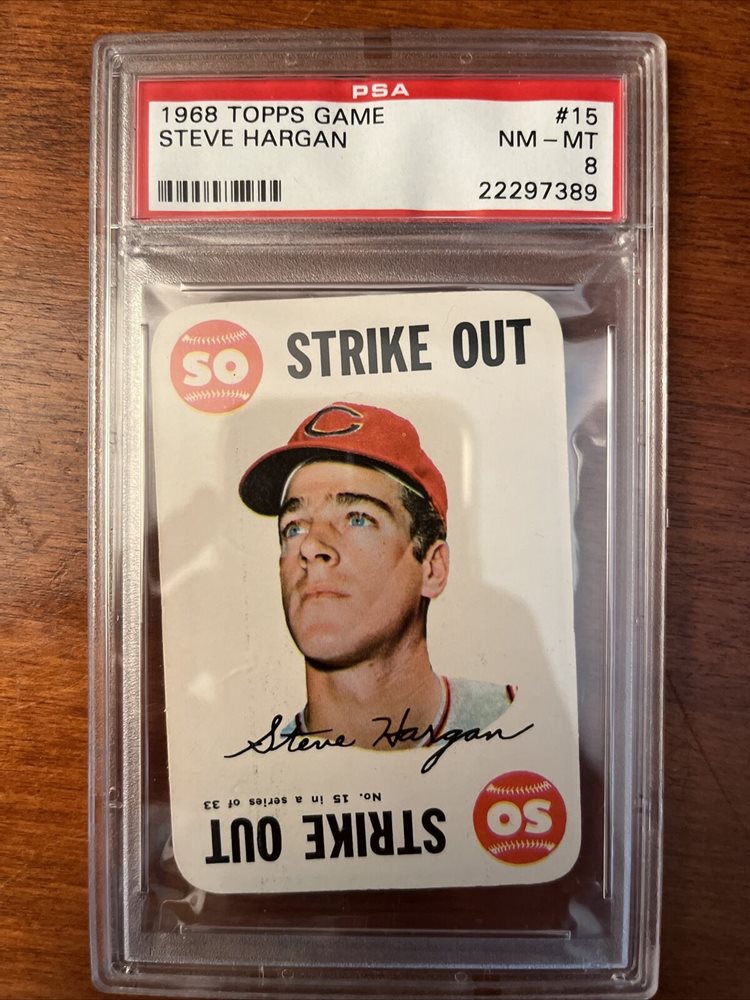 PSA
1968 TOPPS GAME #15
STEVE HARGAN NM-MT
8
22297389
SO STRIKE OUT
C
Steve Hargan
No. 15 in a series of 33
STRIKE OUT SO